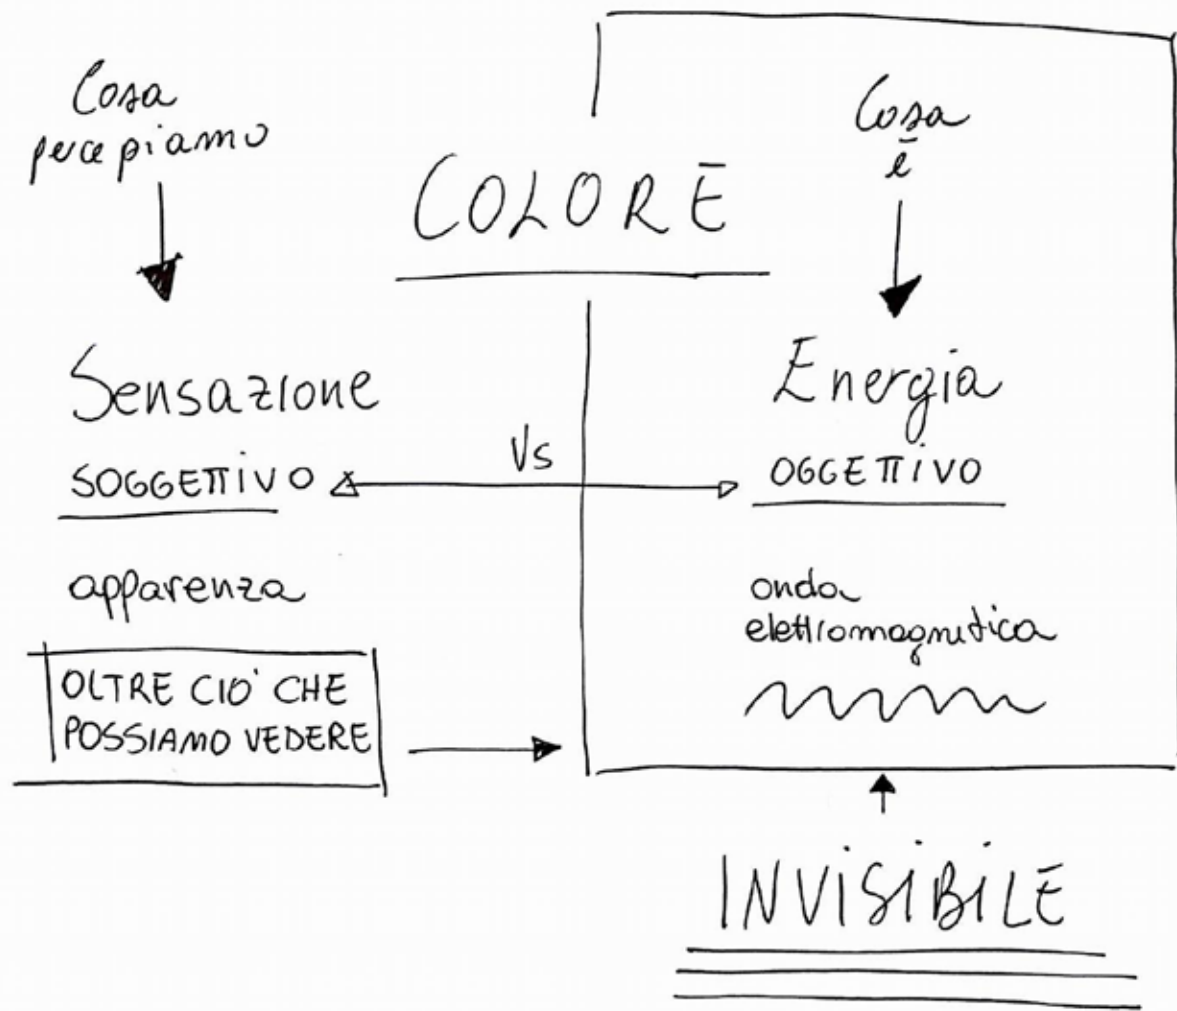 Cosa
percepiamo
Cosa
è
COLORE
Sensazione
SOGGETTIVO
Vs
Energia
OGGETTIVO
apparenza
onda
elettromagnetica
OLTRE CIO' CHE
POSSIAMO VEDERE
INVISIBILE